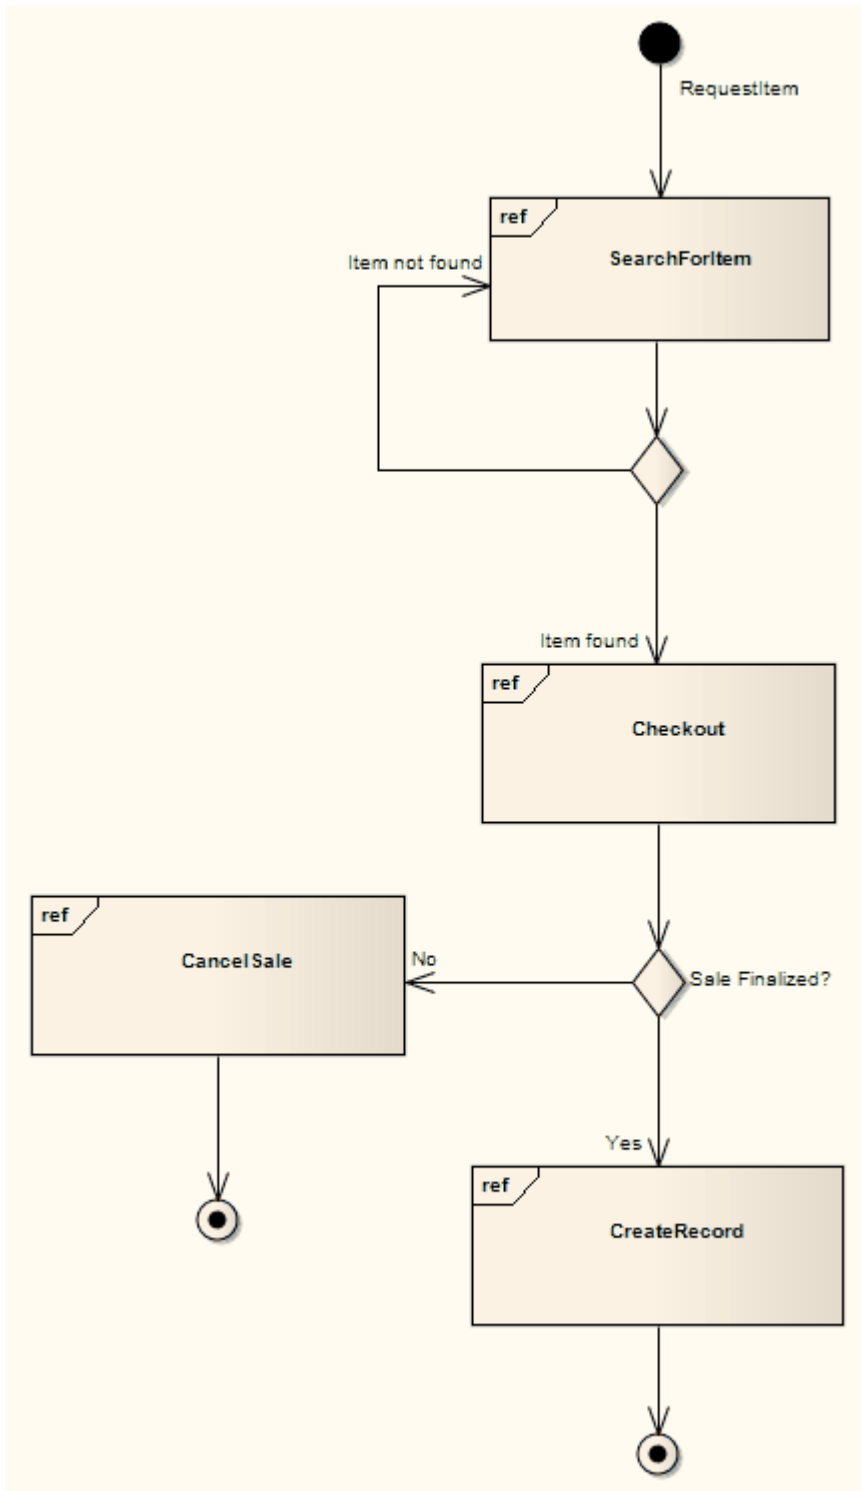 RequestItem
ref
SearchForItem
Item not found
Item found
ref
Checkout
ref
CancelSale
No
Sale Finalized?
Yes
ref
CreateRecord